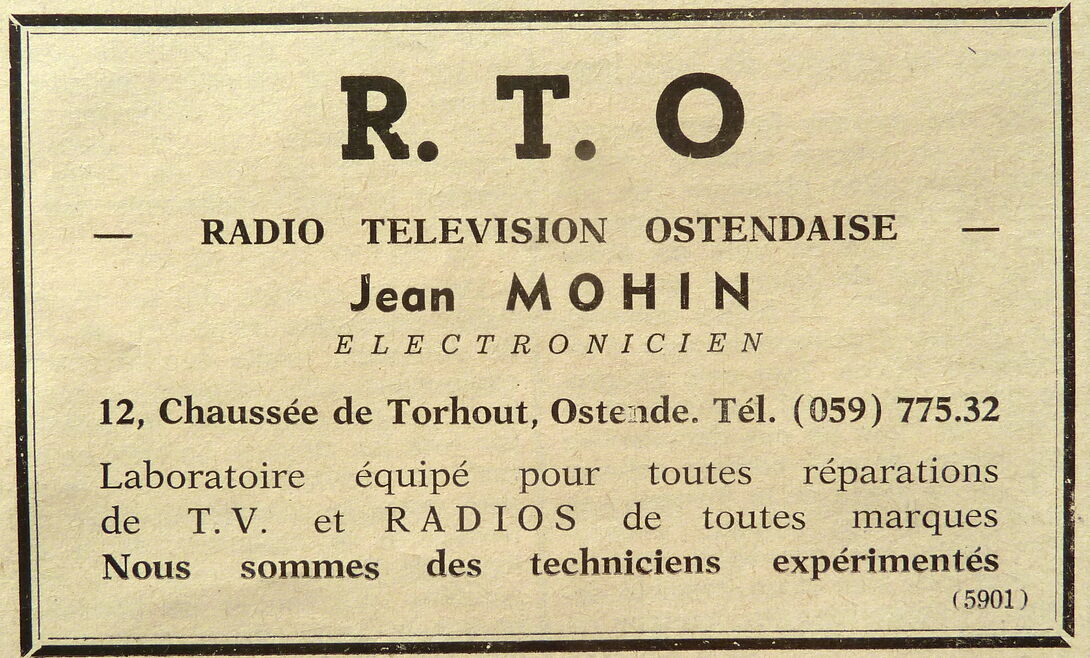 R. T. O
— RADIO TELEVISION OSTENDAISE —
Jean MOHIN
ELECTRONICIEN
12, Chaussée de Torhout, Ostende. Tél. (059) 775.32
Laboratoire équipé pour toutes réparations
de T.V. et RADIOS de toutes marques
Nous sommes des techniciens expérimentés
(5901)